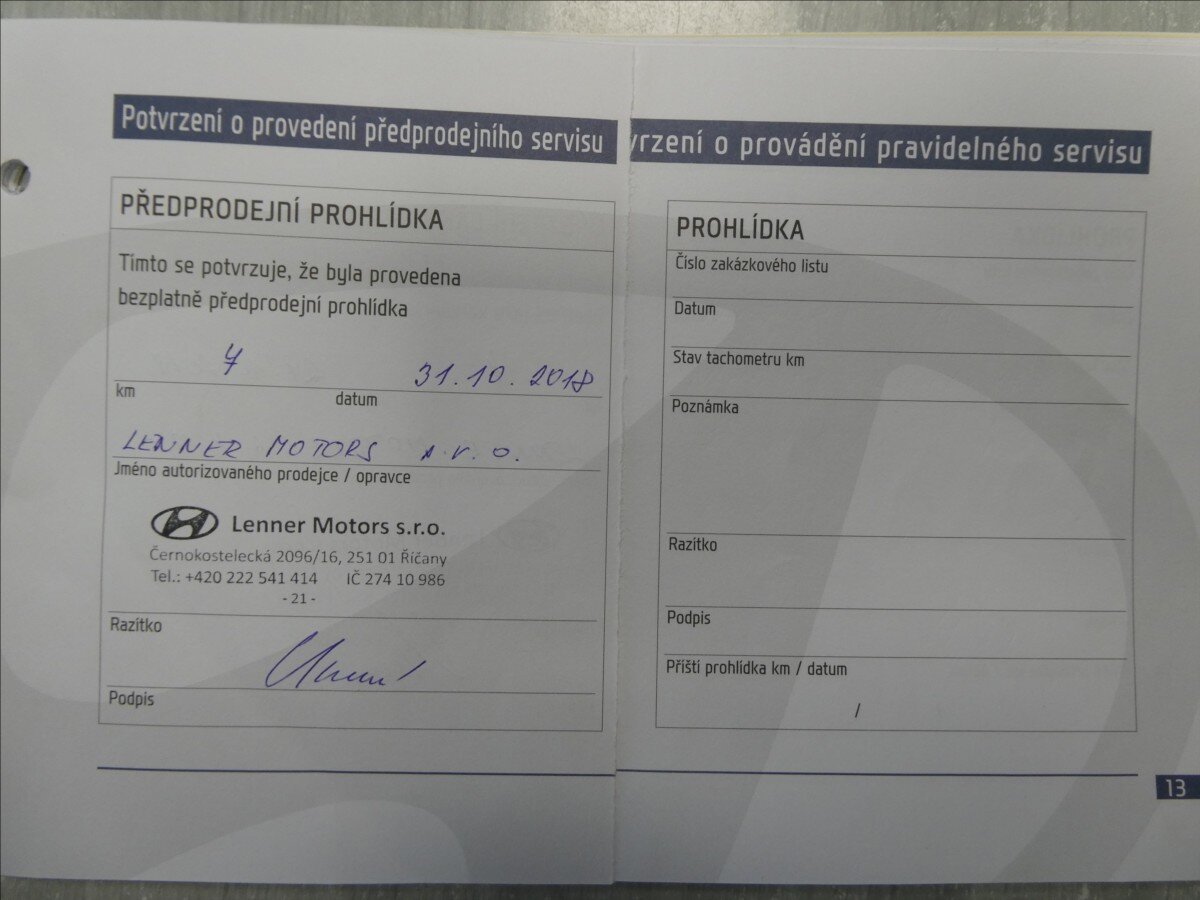 Potvrzení o provedení předprodejního servisu
PŘEDPRODEJNÍ PROHLÍDKA
Tímto se potvrzuje, že byla provedena
bezplatně předprodejní prohlídka
7 31.10.2018
km datum
LENNER MOTORS s.r.o.
Jméno autorizovaného prodejce / opravce
Lenner Motors s.r.o.
Černokostelecká 2096/16, 251 01 Říčany
Tel.: +420 222 541 414 IČ 274 10 986
- 21 -
Razítko
Podpis
vrzení o provádění pravidelného servisu
PROHLÍDKA
Číslo zakázkového listu
Datum
Stav tachometru km
Poznámka
Razítko
Podpis
Příští prohlídka km / datum
/
13